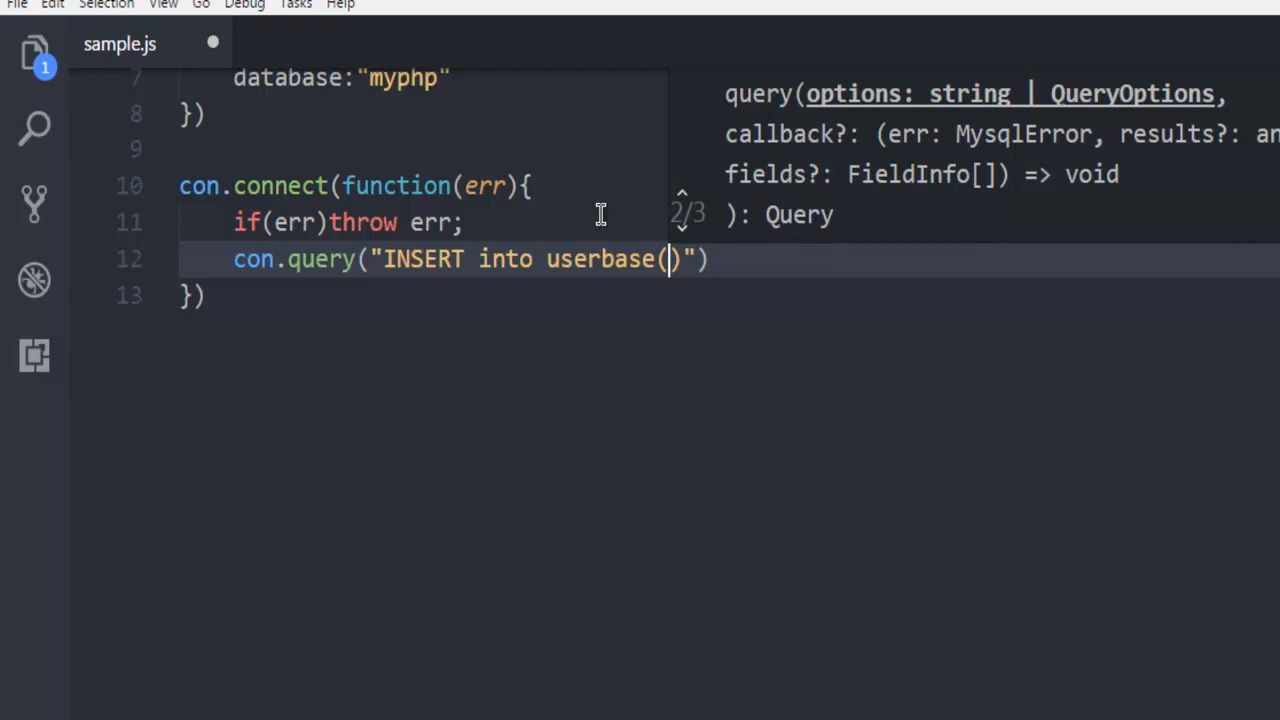 File Edit Selection View Go Debug Tasks Help
1
sample.js
7 database:"myphp"
8 })
9
10 con.connect(function(err){
11 if(err)throw err;
12 con.query("INSERT into userbase()")
13 })
query(options: string | QueryOptions,
callback?: (err: MysqlError, results?: an
fields?: FieldInfo[]) => void
2/3 ): Query